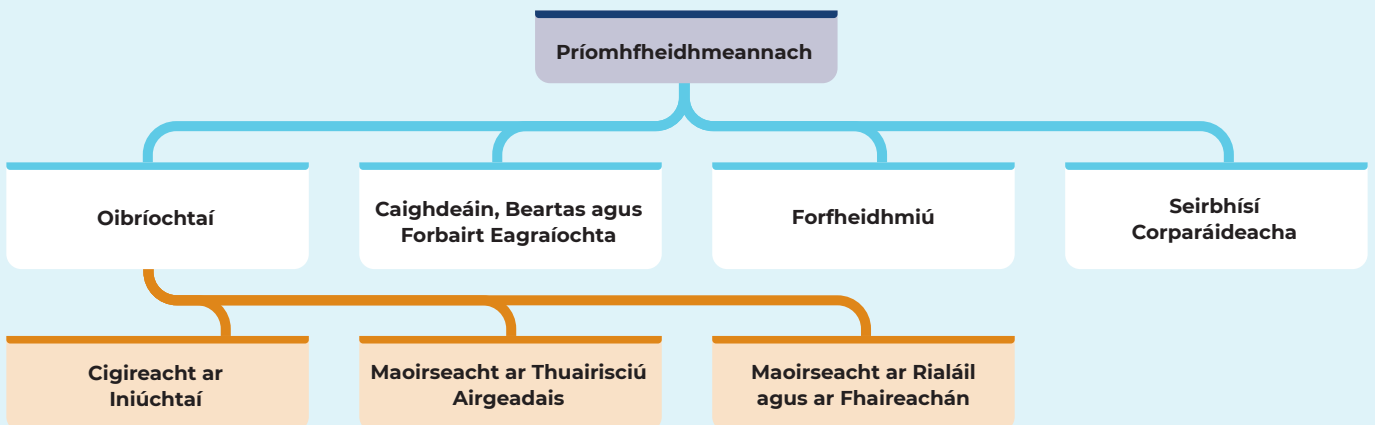 Príomhfheidhmeannach
Oibríochtaí
Caighdeáin, Beartas agus
Forbairt Eagraíochta
Forfheidhmiú
Seirbhísí
Corparáideacha
Cigireacht ar
Iniúchtaí
Maoirseacht ar Thuairisciú
Airgeadais
Maoirseacht ar Rialáil
agus ar Fhaireachán